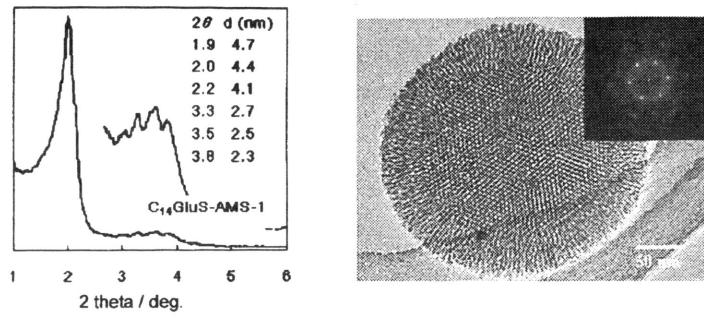 2θ d (nm)
1.9 4.7
2.0 4.4
2.2 4.1
3.3 2.7
3.5 2.5
3.8 2.3
C₁₄GluS-AMS-1
1 2 3 4 5 6
2 theta / deg.
50 nm